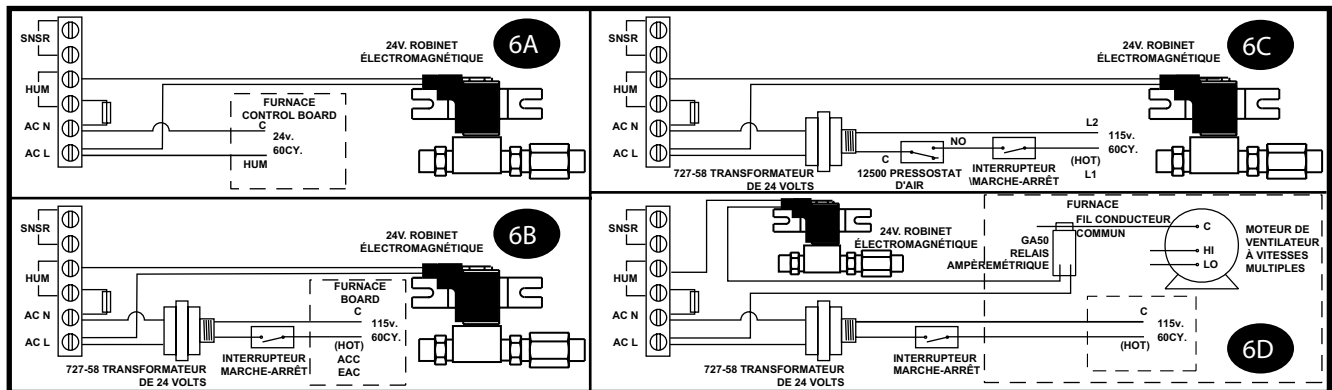 6A
SNSR
HUM
AC N
AC L
24V. ROBINET
ÉLECTROMAGNÉTIQUE
FURNACE
CONTROL BOARD
C
24v.
60CY.
HUM
6C
SNSR
HUM
AC N
AC L
24V. ROBINET
ÉLECTROMAGNÉTIQUE
L2
115v.
60CY.
NO
C
(HOT)
L1
727-58 TRANSFORMATEUR
DE 24 VOLTS
12500 PRESSOSTAT
D'AIR
INTERRUPTEUR
\MARCHE-ARRÊT
6B
SNSR
HUM
AC N
AC L
24V. ROBINET
ÉLECTROMAGNÉTIQUE
FURNACE
BOARD
C
115v.
60CY.
(HOT)
ACC
EAC
INTERRUPTEUR
MARCHE-ARRÊT
727-58 TRANSFORMATEUR
DE 24 VOLTS
6D
SNSR
HUM
AC N
AC L
24V. ROBINET
ÉLECTROMAGNÉTIQUE
FURNACE
FIL CONDUCTEUR
COMMUN
GA50
RELAIS
AMPÈREMÉTRIQUE
C
HI
LO
MOTEUR DE
VENTILATEUR
À VITESSES
MULTIPLES
C
115v.
60CY.
(HOT)
INTERRUPTEUR
MARCHE-ARRÊT
727-58 TRANSFORMATEUR
DE 24 VOLTS